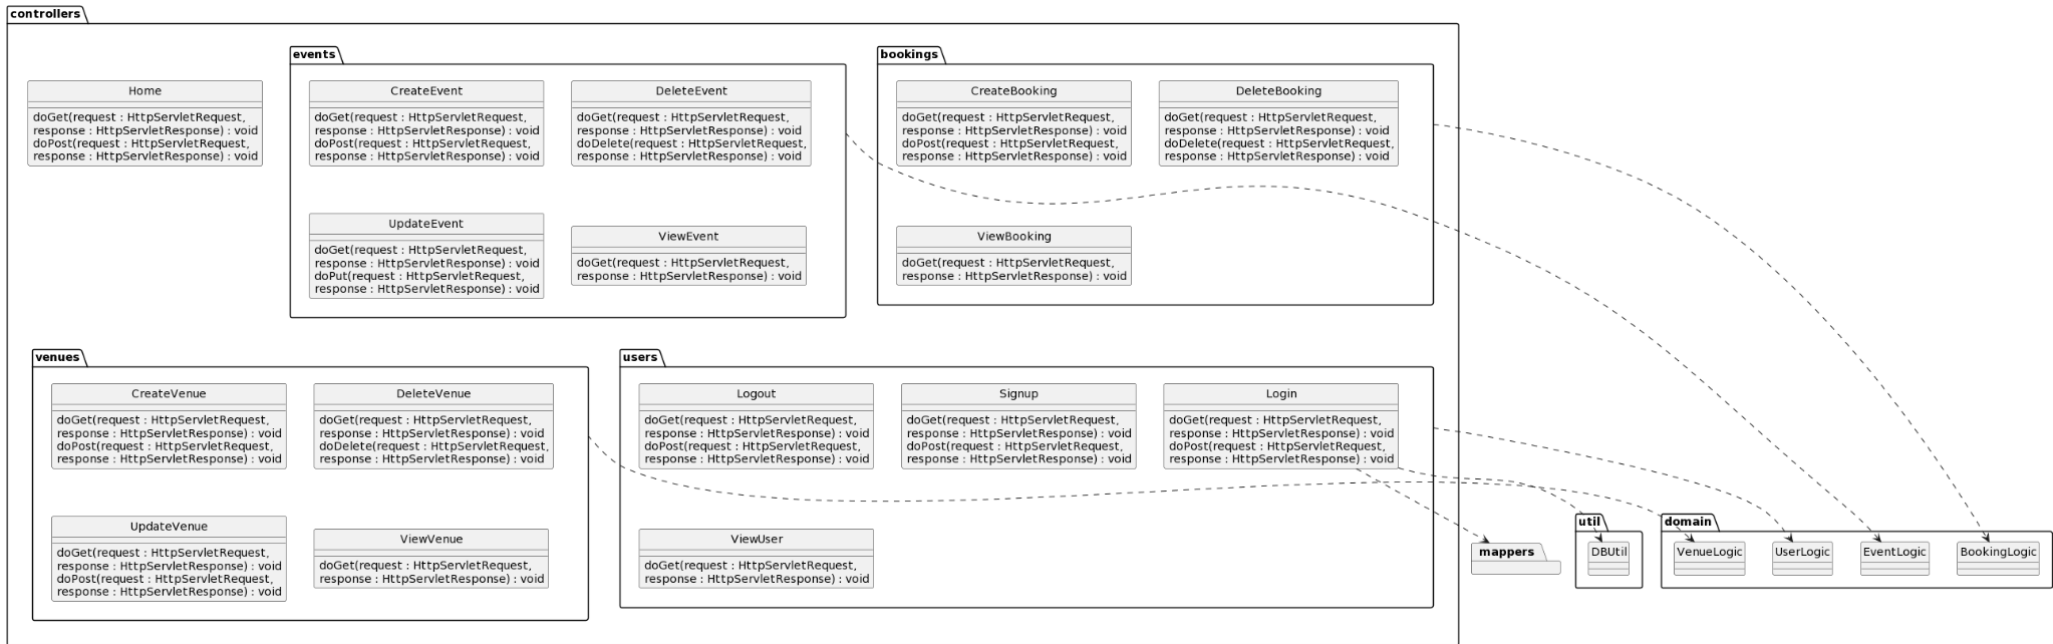 controllers
Home
doGet(request : HttpServletRequest,
response : HttpServletResponse) : void
doPost(request : HttpServletRequest,
response : HttpServletResponse) : void
events
CreateEvent
doGet(request : HttpServletRequest,
response : HttpServletResponse) : void
doPost(request : HttpServletRequest,
response : HttpServletResponse) : void
DeleteEvent
doGet(request : HttpServletRequest,
response : HttpServletResponse) : void
doDelete(request : HttpServletRequest,
response : HttpServletResponse) : void
UpdateEvent
doGet(request : HttpServletRequest,
response : HttpServletResponse) : void
doPut(request : HttpServletRequest,
response : HttpServletResponse) : void
ViewEvent
doGet(request : HttpServletRequest,
response : HttpServletResponse) : void
bookings
CreateBooking
doGet(request : HttpServletRequest,
response : HttpServletResponse) : void
doPost(request : HttpServletRequest,
response : HttpServletResponse) : void
DeleteBooking
doGet(request : HttpServletRequest,
response : HttpServletResponse) : void
doDelete(request : HttpServletRequest,
response : HttpServletResponse) : void
ViewBooking
doGet(request : HttpServletRequest,
response : HttpServletResponse) : void
venues
CreateVenue
doGet(request : HttpServletRequest,
response : HttpServletResponse) : void
doPost(request : HttpServletRequest,
response : HttpServletResponse) : void
DeleteVenue
doGet(request : HttpServletRequest,
response : HttpServletResponse) : void
doDelete(request : HttpServletRequest,
response : HttpServletResponse) : void
UpdateVenue
doGet(request : HttpServletRequest,
response : HttpServletResponse) : void
doPost(request : HttpServletRequest,
response : HttpServletResponse) : void
ViewVenue
doGet(request : HttpServletRequest,
response : HttpServletResponse) : void
users
Logout
doGet(request : HttpServletRequest,
response : HttpServletResponse) : void
doPost(request : HttpServletRequest,
response : HttpServletResponse) : void
Signup
doGet(request : HttpServletRequest,
response : HttpServletResponse) : void
doPost(request : HttpServletRequest,
response : HttpServletResponse) : void
Login
doGet(request : HttpServletRequest,
response : HttpServletResponse) : void
doPost(request : HttpServletRequest,
response : HttpServletResponse) : void
ViewUser
doGet(request : HttpServletRequest,
response : HttpServletResponse) : void
mappers
util
DBUtil
domain
VenueLogic
UserLogic
EventLogic
BookingLogic